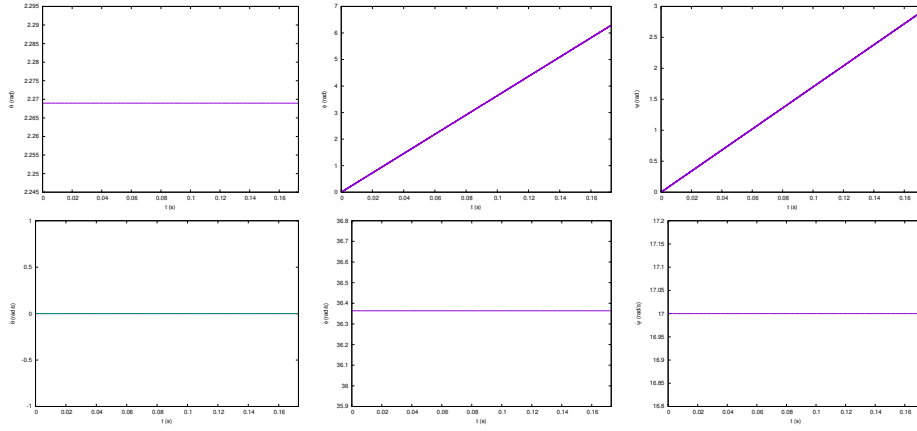 2.295
2.29
2.285
2.28
2.275
2.27
2.265
2.26
2.255
2.25
2.245
θ (rad)
0 0.02 0.04 0.06 0.08 0.1 0.12 0.14 0.16
t (s)
7
6
5
4
3
2
1
0
ϕ (rad)
0 0.02 0.04 0.06 0.08 0.1 0.12 0.14 0.16
t (s)
3
2.5
2
1.5
1
0.5
0
ψ (rad)
0 0.02 0.04 0.06 0.08 0.1 0.12 0.14 0.16
t (s)
1
0.5
0
-0.5
-1
θ̇ (rad/s)
0 0.02 0.04 0.06 0.08 0.1 0.12 0.14 0.16
t (s)
36.8
36.7
36.6
36.5
36.4
36.3
36.2
36.1
36
35.9
ϕ̇ (rad/s)
0 0.02 0.04 0.06 0.08 0.1 0.12 0.14 0.16
t (s)
17.2
17.15
17.1
17.05
17
16.95
16.9
16.85
16.8
ψ̇ (rad/s)
0 0.02 0.04 0.06 0.08 0.1 0.12 0.14 0.16
t (s)